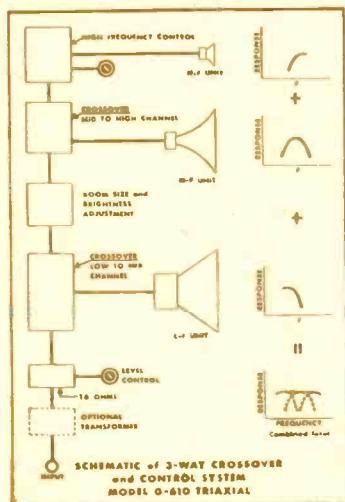 HIGH FREQUENCY CONTROL
H-F UNIT
CROSSOVER
MID TO HIGH CHANNEL
M-F UNIT
ROOM SIZE and
BRIGHTNESS
ADJUSTMENT
CROSSOVER
LOW TO MID
CHANNEL
L-F UNIT
LEVEL
CONTROL
16 OHMS
OPTIONAL
TRANSFORMER
INPUT
RESPONSE
F
+
RESPONSE
F
+
RESPONSE
F
=
RESPONSE
FREQUENCY
Combined total
SCHEMATIC of 3-WAY CROSSOVER
and CONTROL SYSTEM
MODEL G-610 TRIAXIAL